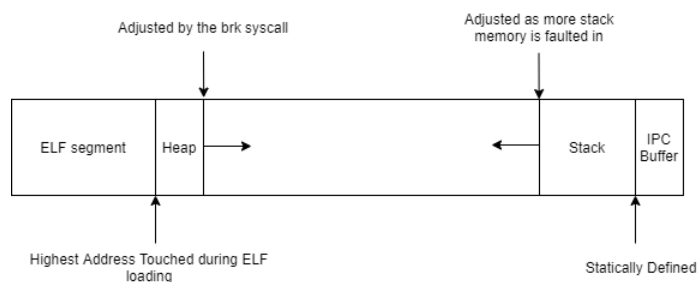 Adjusted by the brk syscall
Adjusted as more stack
memory is faulted in
ELF segment
Heap
Stack
IPC
Buffer
Highest Address Touched during ELF
loading
Statically Defined